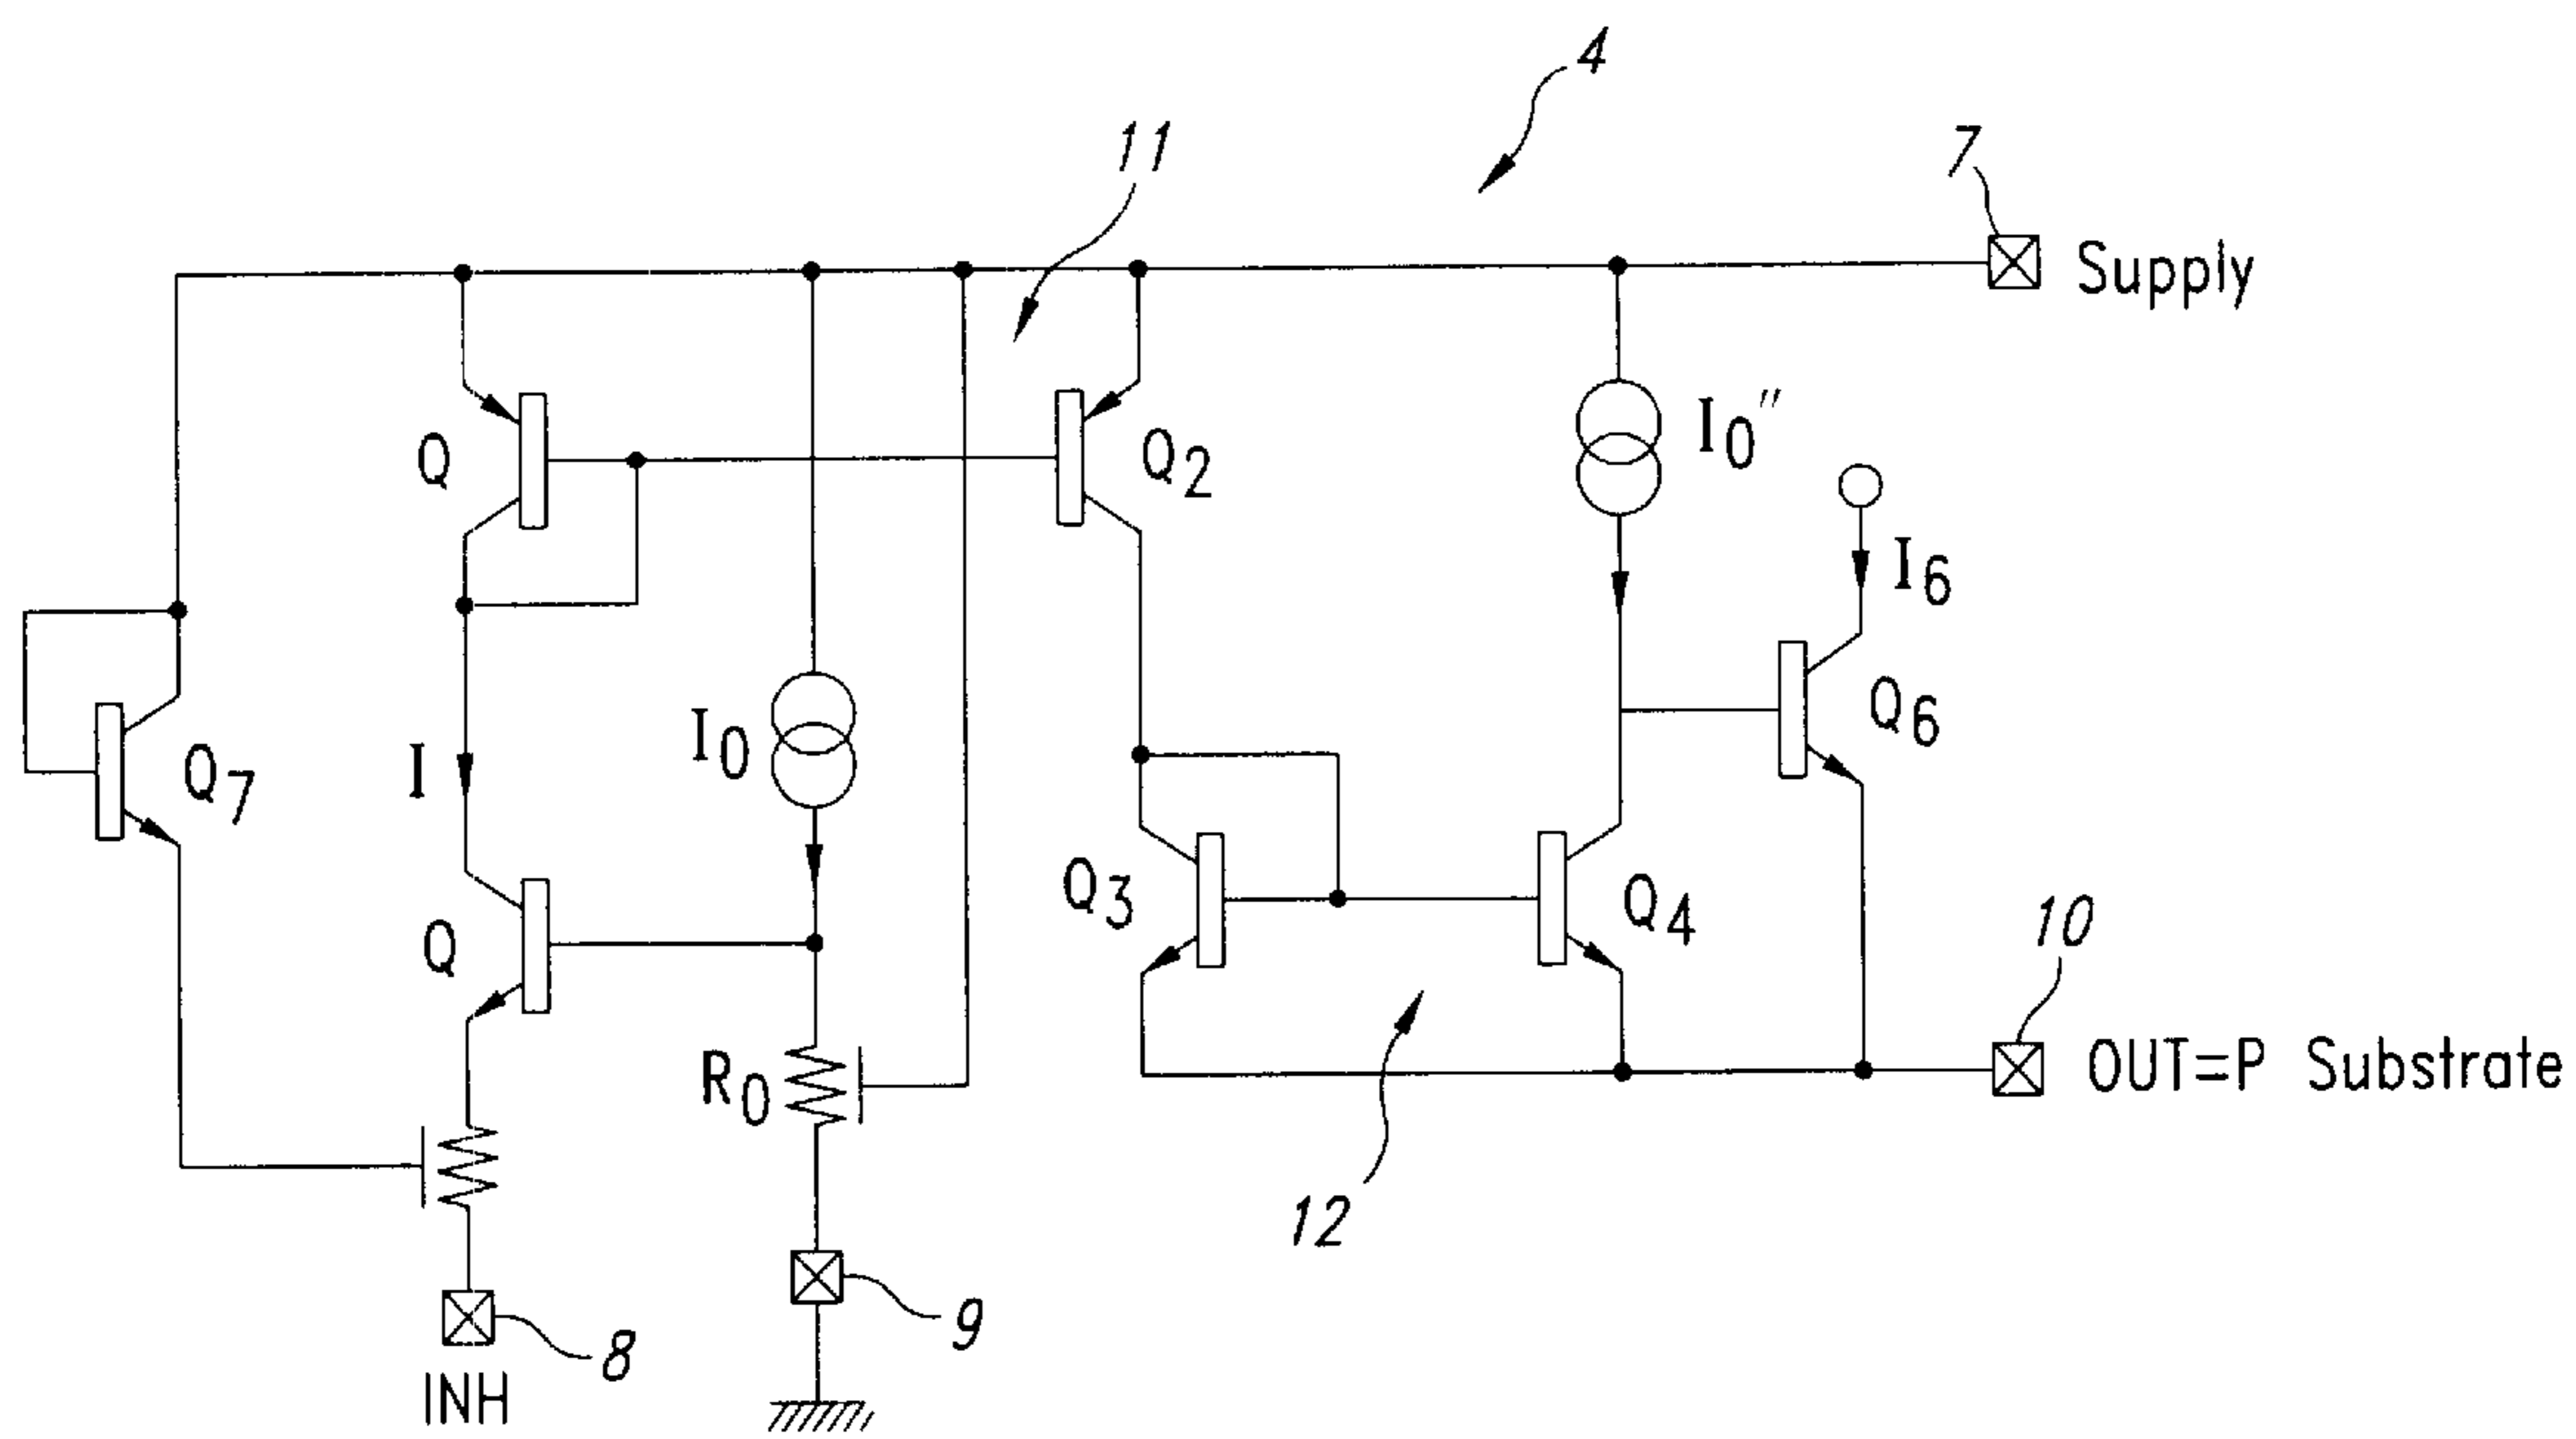 4
11
7
Supply
Q
Q2
I0"
I6
Q7
I
I0
Q6
Q3
Q4
Q
10
R0
OUT=P Substrate
12
9
8
INH